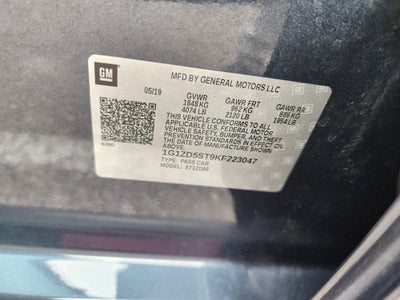 GM
MFD BY GENERAL MOTORS LLC
05/19 GVWR GAWR FRT GAWR RR
1848 KG 962 KG 886 KG
4074 LB 2120 LB 1954 LB
THIS VEHICLE CONFORMS TO ALL APPLICABLE
U.S. FEDERAL MOTOR VEHICLE
SAFETY, BUMPER, AND THEFT
PREVENTION STANDARDS IN EFFECT
ON THE DATE OF MANUFACTURE SHOWN
ABOVE.
1G1ZD5ST9KF223047
TYPE: PASS CAR
MODEL: